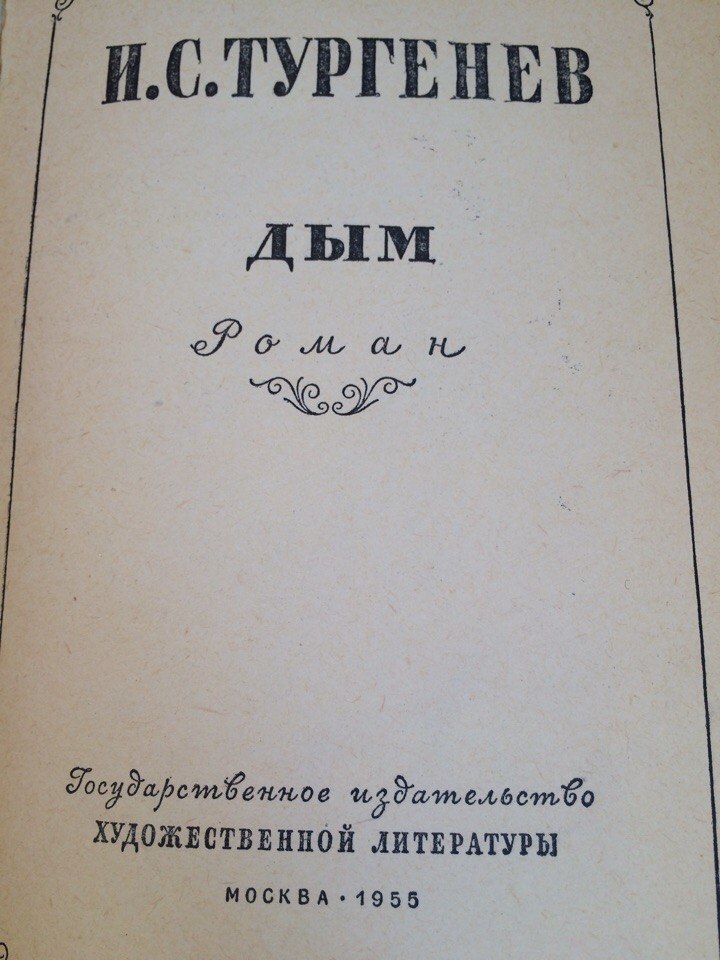 И.С.ТУРГЕНЕВ
ДЫМ
Роман
Государственное издательство
ХУДОЖЕСТВЕННОЙ ЛИТЕРАТУРЫ
МОСКВА · 1955